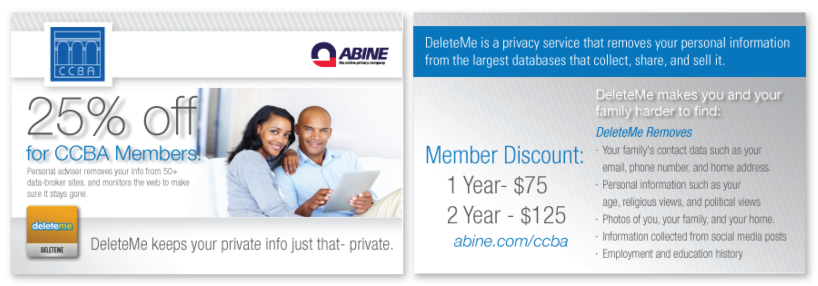 CCBA
ABINE
the online privacy company
25% off
for CCBA Members!
Personal adviser removes your info from 50+
data-broker sites, and monitors the web to make
sure it stays gone.
deleteme
DELETEME
DeleteMe keeps your private info just that- private.
DeleteMe is a privacy service that removes your personal information
from the largest databases that collect, share, and sell it.
DeleteMe makes you and your
family harder to find:
DeleteMe Removes
· Your family's contact data such as your
email, phone number, and home address.
· Personal information such as your
age, religious views, and political views
· Photos of you, your family, and your home.
· Information collected from social media posts
· Employment and education history
Member Discount:
1 Year- $75
2 Year - $125
abine.com/ccba